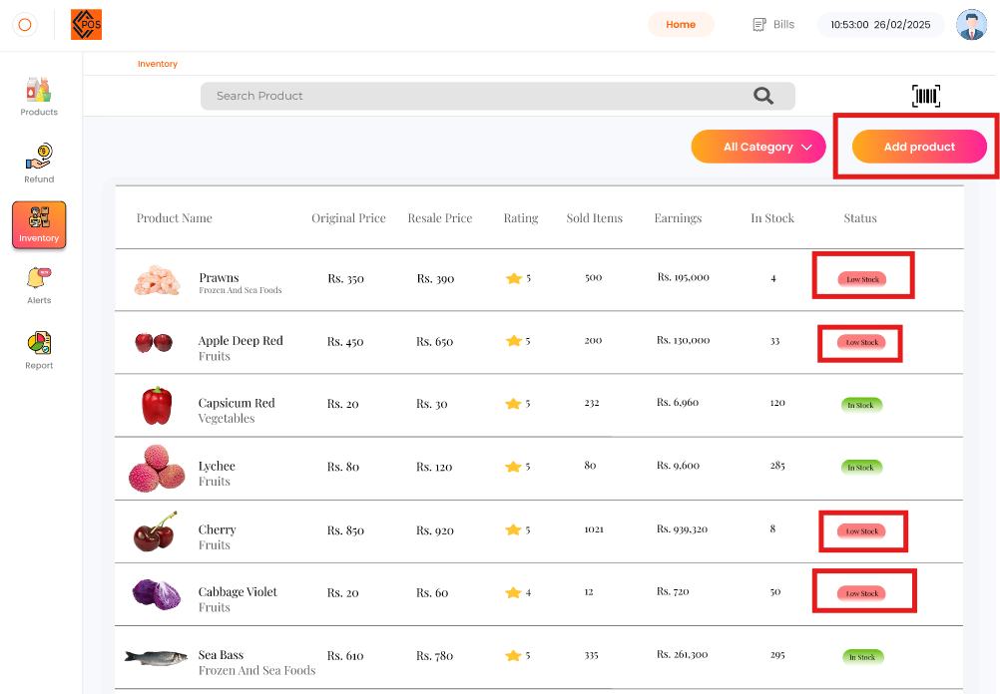 POS
Home
Bills
10:53:00 26/02/2025
Inventory
Products
Search Product
Refund
All Category
Add product
Inventory
Product Name Original Price Resale Price Rating Sold Items Earnings In Stock Status
Alerts
Prawns Rs. 350 Rs. 390 5 500 Rs. 195,000 4 Low Stock
Frozen And Sea Foods
Report
Apple Deep Red Rs. 450 Rs. 650 5 200 Rs. 130,000 33 Low Stock
Fruits
Capsicum Red Rs. 20 Rs. 30 5 232 Rs. 6,960 120 In Stock
Vegetables
Lychee Rs. 80 Rs. 120 5 80 Rs. 9,600 285 In Stock
Fruits
Cherry Rs. 850 Rs. 920 5 1021 Rs. 939,320 8 Low Stock
Fruits
Cabbage Violet Rs. 20 Rs. 60 4 12 Rs. 720 50 Low Stock
Fruits
Sea Bass Rs. 610 Rs. 780 5 335 Rs. 261,300 295 In Stock
Frozen And Sea Foods